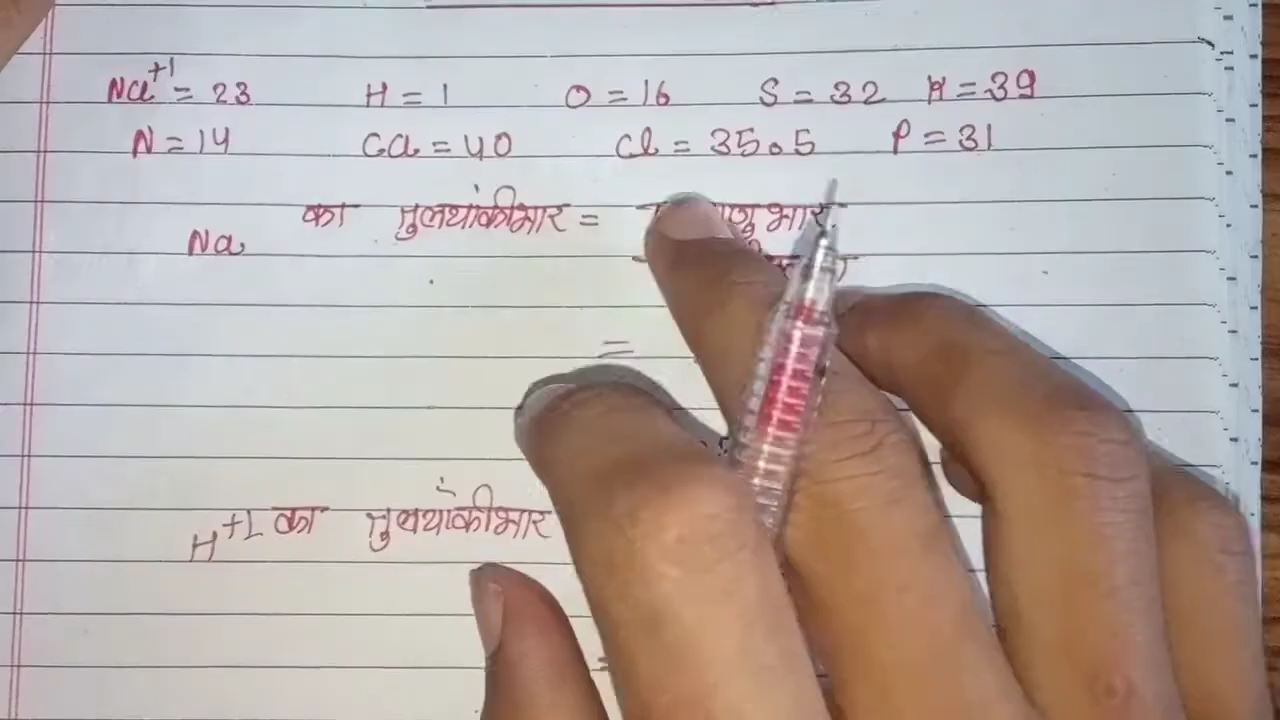 Na+1 = 23 H = 1 O = 16 S = 32 K = 39
N = 14 Ca = 40 Cl = 35.5 P = 31
Na का तुल्यांकीभार = भार
=
H+1 का तुल्यांकीभार